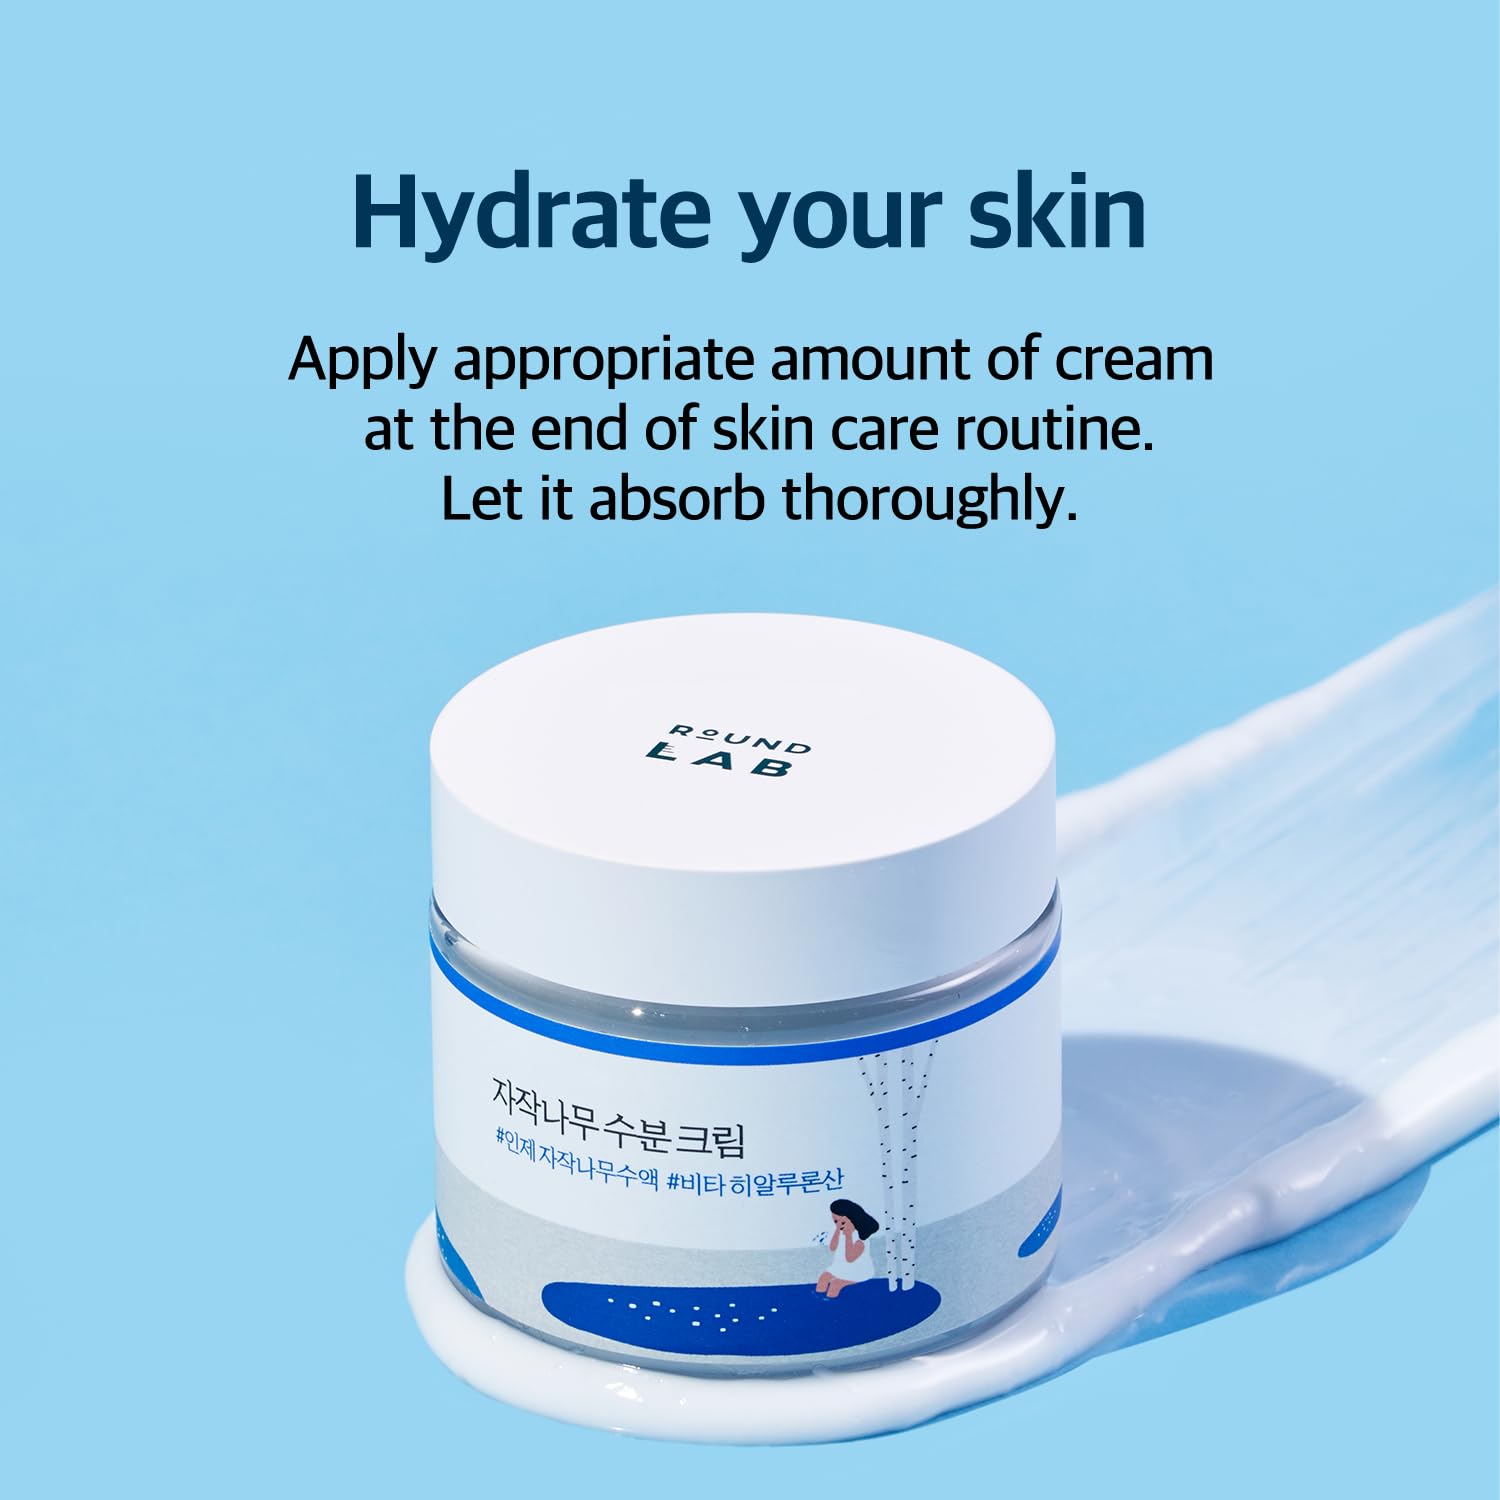 Hydrate your skin
Apply appropriate amount of cream
at the end of skin care routine.
Let it absorb thoroughly.
ROUND
LAB
자작나무 수분 크림
#인제 자작나무수액 #비타 히알루론산